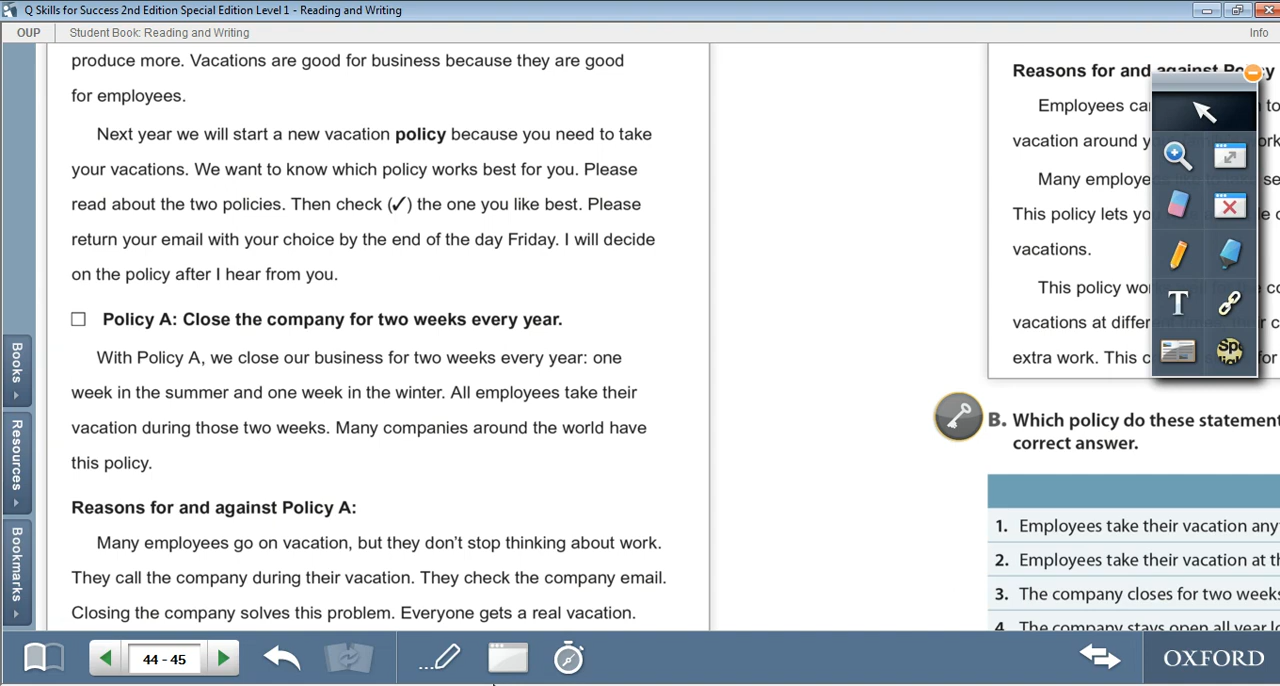 Q Skills for Success 2nd Edition Special Edition Level 1 - Reading and Writing
OUP
Student Book: Reading and Writing
Info
produce more. Vacations are good for business because they are good
for employees.
Next year we will start a new vacation policy because you need to take
your vacations. We want to know which policy works best for you. Please
read about the two policies. Then check (✓) the one you like best. Please
return your email with your choice by the end of the day Friday. I will decide
on the policy after I hear from you.
☐ Policy A: Close the company for two weeks every year.
With Policy A, we close our business for two weeks every year: one
week in the summer and one week in the winter. All employees take their
vacation during those two weeks. Many companies around the world have
this policy.
Reasons for and against Policy A:
Many employees go on vacation, but they don't stop thinking about work.
They call the company during their vacation. They check the company email.
Closing the company solves this problem. Everyone gets a real vacation.
Reasons for and against
Employees
vacation around
Many
This policy lets
vacations.
This policy
vacations at
extra work. This
B. Which policy do these
correct answer.
1. Employees take their vacation
2. Employees take their vacation at
3. The company closes for two weeks
4. The company stays open all year
Books
Resources
Bookmarks
T
44 - 45
OXFORD